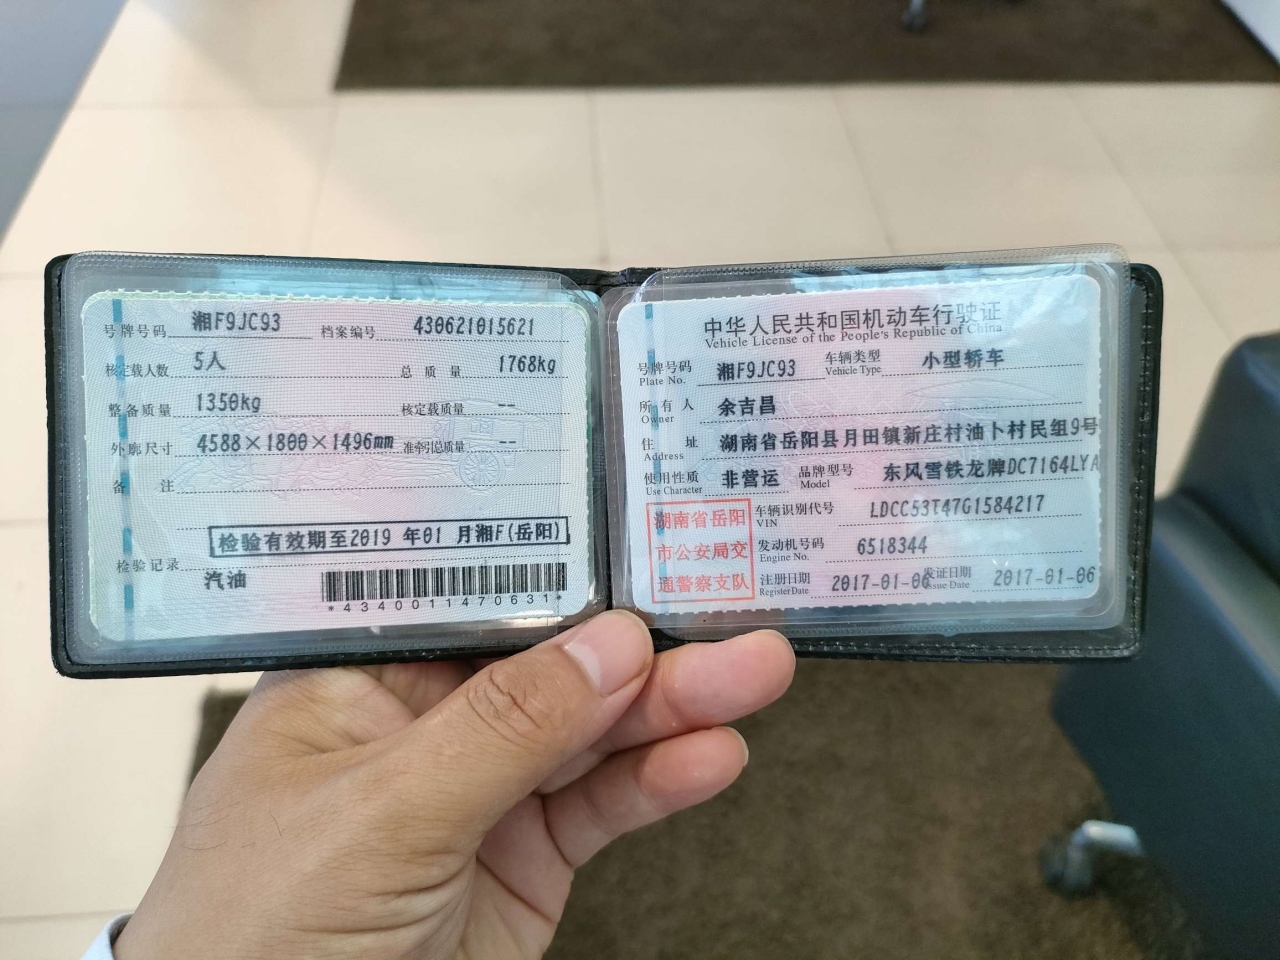 号牌号码 湘F9JC93 档案编号 430621015621
核定载人数 5人 总质量 1768kg
整备质量 1350kg 核定载质量 --
外廓尺寸 4588×1800×1496mm 准牵引总质量 --
备注
检验有效期至2019 年01 月湘F(岳阳)
检验记录
汽油
*4340011470631*
中华人民共和国机动车行驶证
Vehicle License of the People's Republic of China
号牌号码 湘F9JC93 车辆类型 小型轿车
Plate No. Vehicle Type
所有人 余吉昌
Owner
住址 湖南省岳阳县月田镇新庄村油卜村民组9号
Address
使用性质 非营运 品牌型号 东风雪铁龙牌DC7164LYA
Use Character Model
湖南省岳阳
市公安局交
通警察支队
车辆识别代号 LDCC53T47G1584217
VIN
发动机号码 6518344
Engine No.
注册日期 2017-01-06 发证日期 2017-01-06
Register Date Issue Date